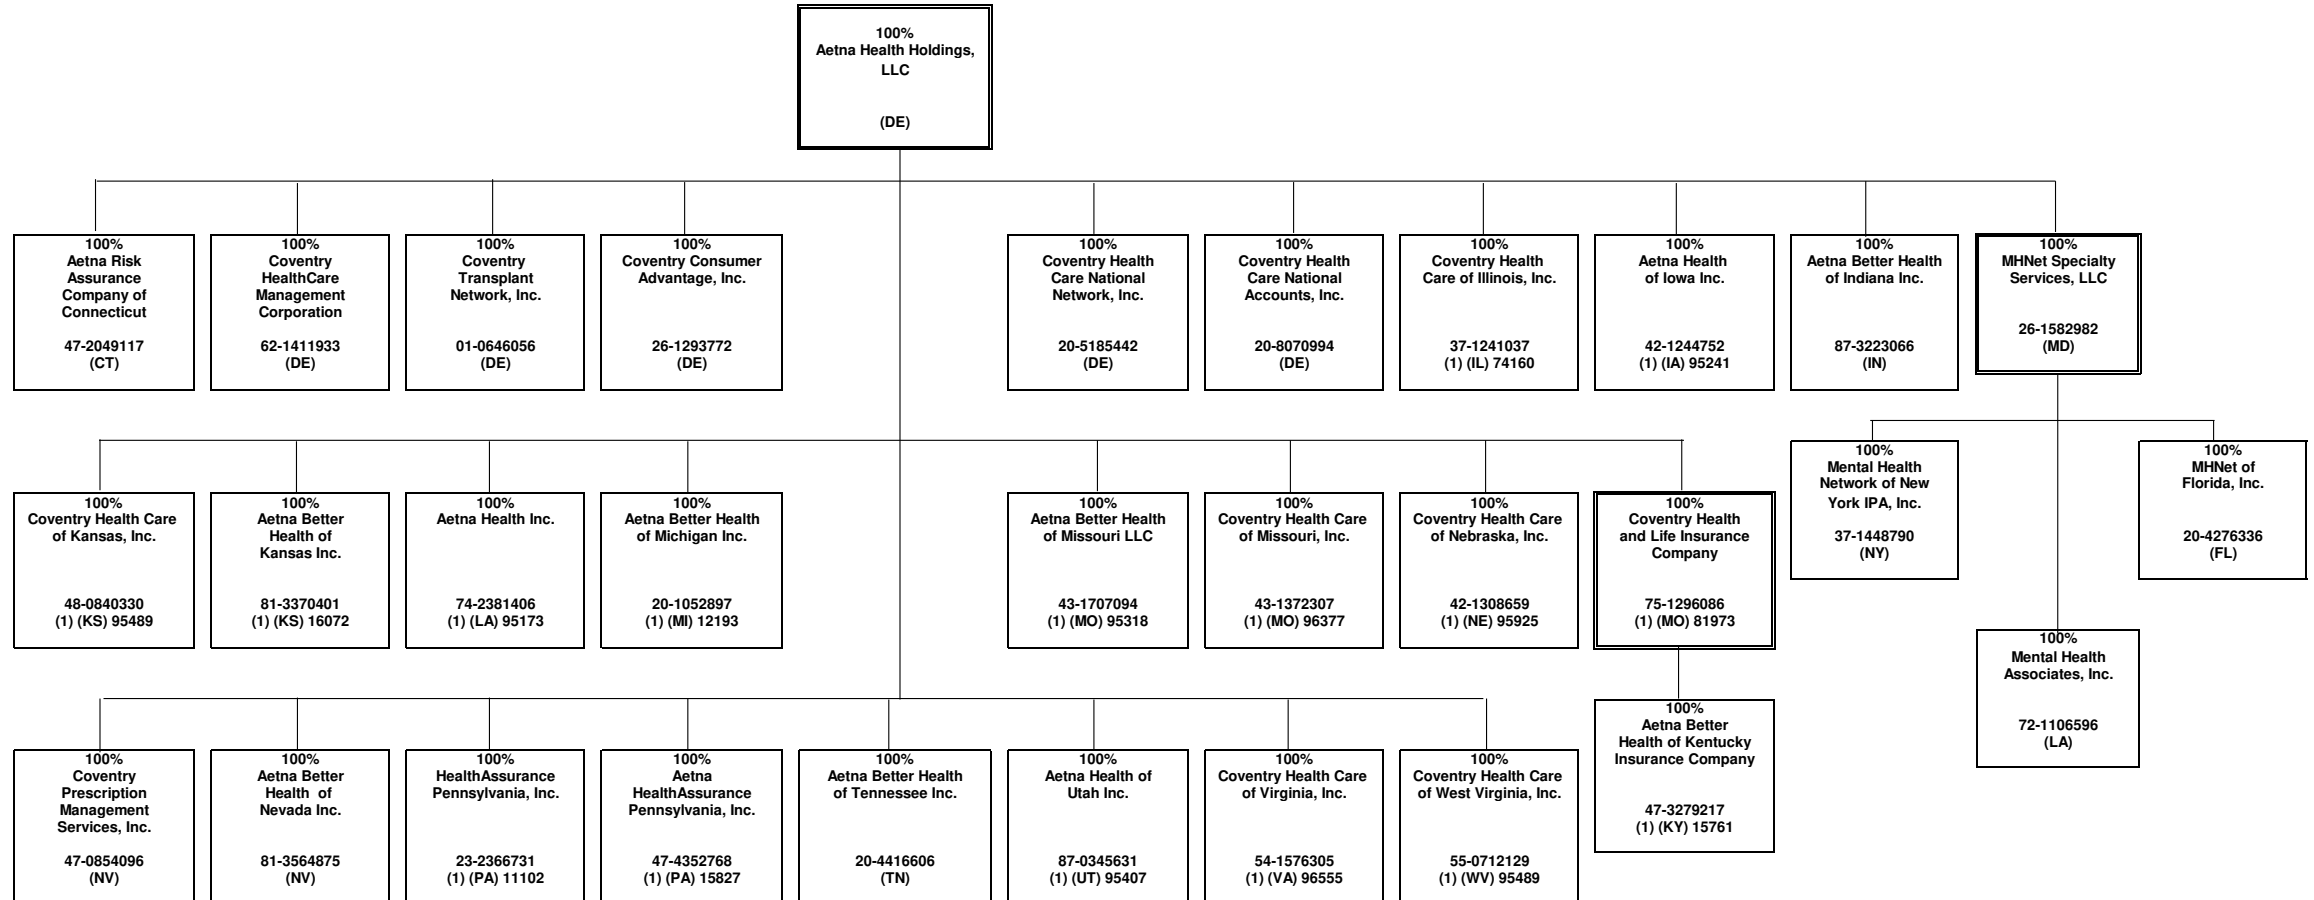 100%
Aetna Health Holdings,
LLC
(DE)
100%
Aetna Risk
Assurance
Company of
Connecticut
47-2049117
(CT)
100%
Coventry
HealthCare
Management
Corporation
62-1411933
(DE)
100%
Coventry
Transplant
Network, Inc.
01-0646056
(DE)
100%
Coventry Consumer
Advantage, Inc.
26-1293772
(DE)
100%
Coventry Health
Care National
Network, Inc.
20-5185442
(DE)
100%
Coventry Health
Care National
Accounts, Inc.
20-8070994
(DE)
100%
Coventry Health
Care of Illinois, Inc.
37-1241037
(1) (IL) 74160
100%
Aetna Health
of Iowa Inc.
42-1244752
(1) (IA) 95241
100%
Aetna Better Health
of Indiana Inc.
87-3223066
(IN)
100%
MHNet Specialty
Services, LLC
26-1582982
(MD)
100%
Mental Health
Network of New
York IPA, Inc.
37-1448790
(NY)
100%
MHNet of
Florida, Inc.
20-4276336
(FL)
100%
Mental Health
Associates, Inc.
72-1106596
(LA)
100%
Coventry Health Care
of Kansas, Inc.
48-0840330
(1) (KS) 95489
100%
Aetna Better
Health of
Kansas Inc.
81-3370401
(1) (KS) 16072
100%
Aetna Health Inc.
74-2381406
(1) (LA) 95173
100%
Aetna Better Health
of Michigan Inc.
20-1052897
(1) (MI) 12193
100%
Aetna Better Health
of Missouri LLC
43-1707094
(1) (MO) 95318
100%
Coventry Health Care
of Missouri, Inc.
43-1372307
(1) (MO) 96377
100%
Coventry Health Care
of Nebraska, Inc.
42-1308659
(1) (NE) 95925
100%
Coventry Health
and Life Insurance
Company
75-1296086
(1) (MO) 81973
100%
Aetna Better
Health of Kentucky
Insurance Company
47-3279217
(1) (KY) 15761
100%
Coventry
Prescription
Management
Services, Inc.
47-0854096
(NV)
100%
Aetna Better
Health of
Nevada Inc.
81-3564875
(NV)
100%
HealthAssurance
Pennsylvania, Inc.
23-2366731
(1) (PA) 11102
100%
Aetna
HealthAssurance
Pennsylvania, Inc.
47-4352768
(1) (PA) 15827
100%
Aetna Better Health
of Tennessee Inc.
20-4416606
(TN)
100%
Aetna Health of
Utah Inc.
87-0345631
(1) (UT) 95407
100%
Coventry Health Care
of Virginia, Inc.
54-1576305
(1) (VA) 96555
100%
Coventry Health Care
of West Virginia, Inc.
55-0712129
(1) (WV) 95489